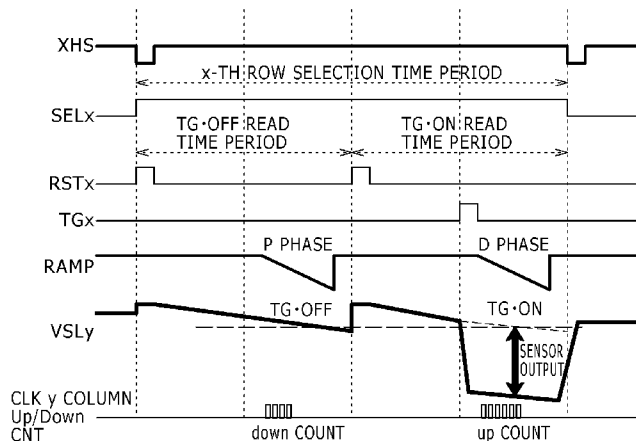 XHS
x-TH ROW SELECTION TIME PERIOD
SELx
TG·OFF READ
TIME PERIOD
TG·ON READ
TIME PERIOD
RSTx
TGx
P PHASE
D PHASE
RAMP
TG·OFF
TG·ON
VSLy
SENSOR
OUTPUT
CLK y COLUMN
Up/Down
CNT
down COUNT
up COUNT